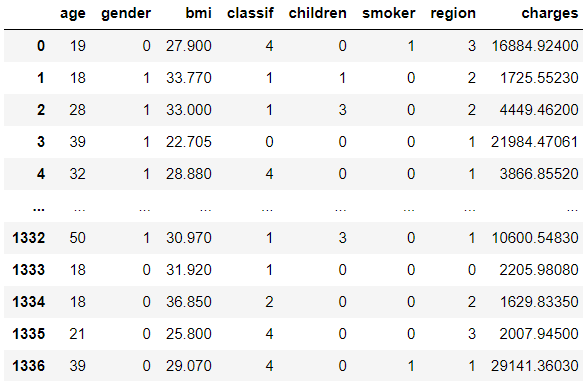 age gender bmi classif children smoker region charges
0 19 0 27.900 4 0 1 3 16884.92400
1 18 1 33.770 1 1 0 2 1725.55230
2 28 1 33.000 1 3 0 2 4449.46200
3 39 1 22.705 0 0 0 1 21984.47061
4 32 1 28.880 4 0 0 1 3866.85520
... ... ... ... ... ... ... ... ...
1332 50 1 30.970 1 3 0 1 10600.54830
1333 18 0 31.920 1 0 0 0 2205.98080
1334 18 0 36.850 2 0 0 2 1629.83350
1335 21 0 25.800 4 0 0 3 2007.94500
1336 39 0 29.070 4 0 1 1 29141.36030